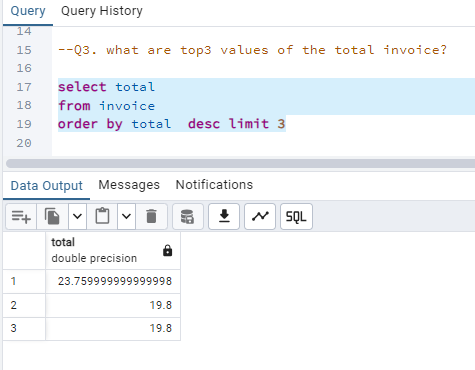 Query Query History
14
15 --Q3. what are top3 values of the total invoice?
16
17 select total
18 from invoice
19 order by total  desc limit 3
20
Data Output Messages Notifications
SQL
total
double precision
1 23.759999999999998
2 19.8
3 19.8